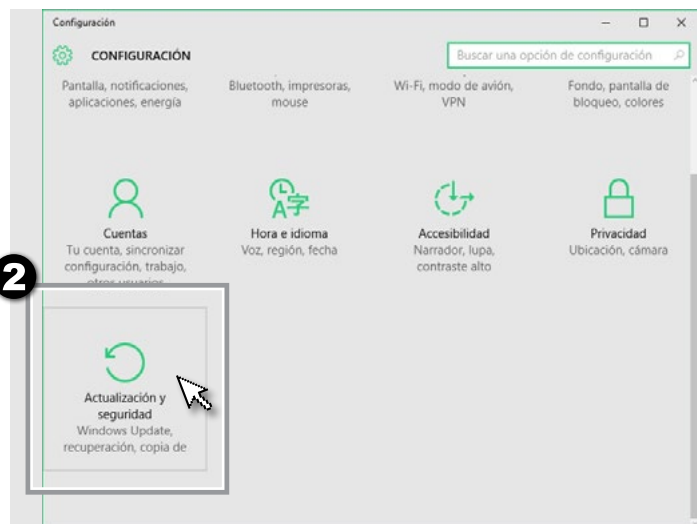 Configuración
CONFIGURACIÓN
Buscar una opción de configuración
Pantalla, notificaciones,
aplicaciones, energía
Bluetooth, impresoras,
mouse
Wi-Fi, modo de avión,
VPN
Fondo, pantalla de
bloqueo, colores
Cuentas
Tu cuenta, sincronizar
configuración, trabajo,
otros usuarios
Hora e idioma
Voz, región, fecha
Accesibilidad
Narrador, lupa,
contraste alto
Privacidad
Ubicación, cámara
2
Actualización y
seguridad
Windows Update,
recuperación, copia de